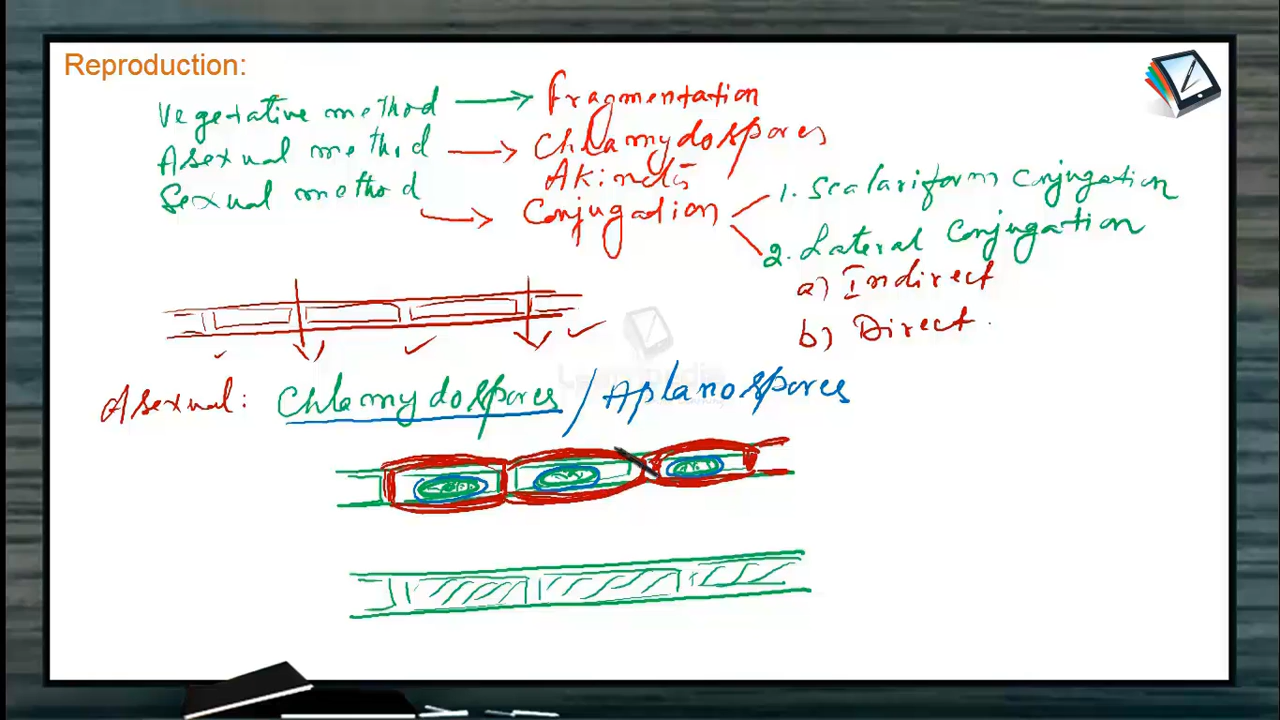 Reproduction:
Vegetative method → Fragmentation
Asexual method → Chlamydospores
Akinets
Sexual method → Conjugation
1. Scalariform Conjugation
2. Lateral Conjugation
a) Indirect
b) Direct.
Asexual: Chlamydospores / Aplanospores